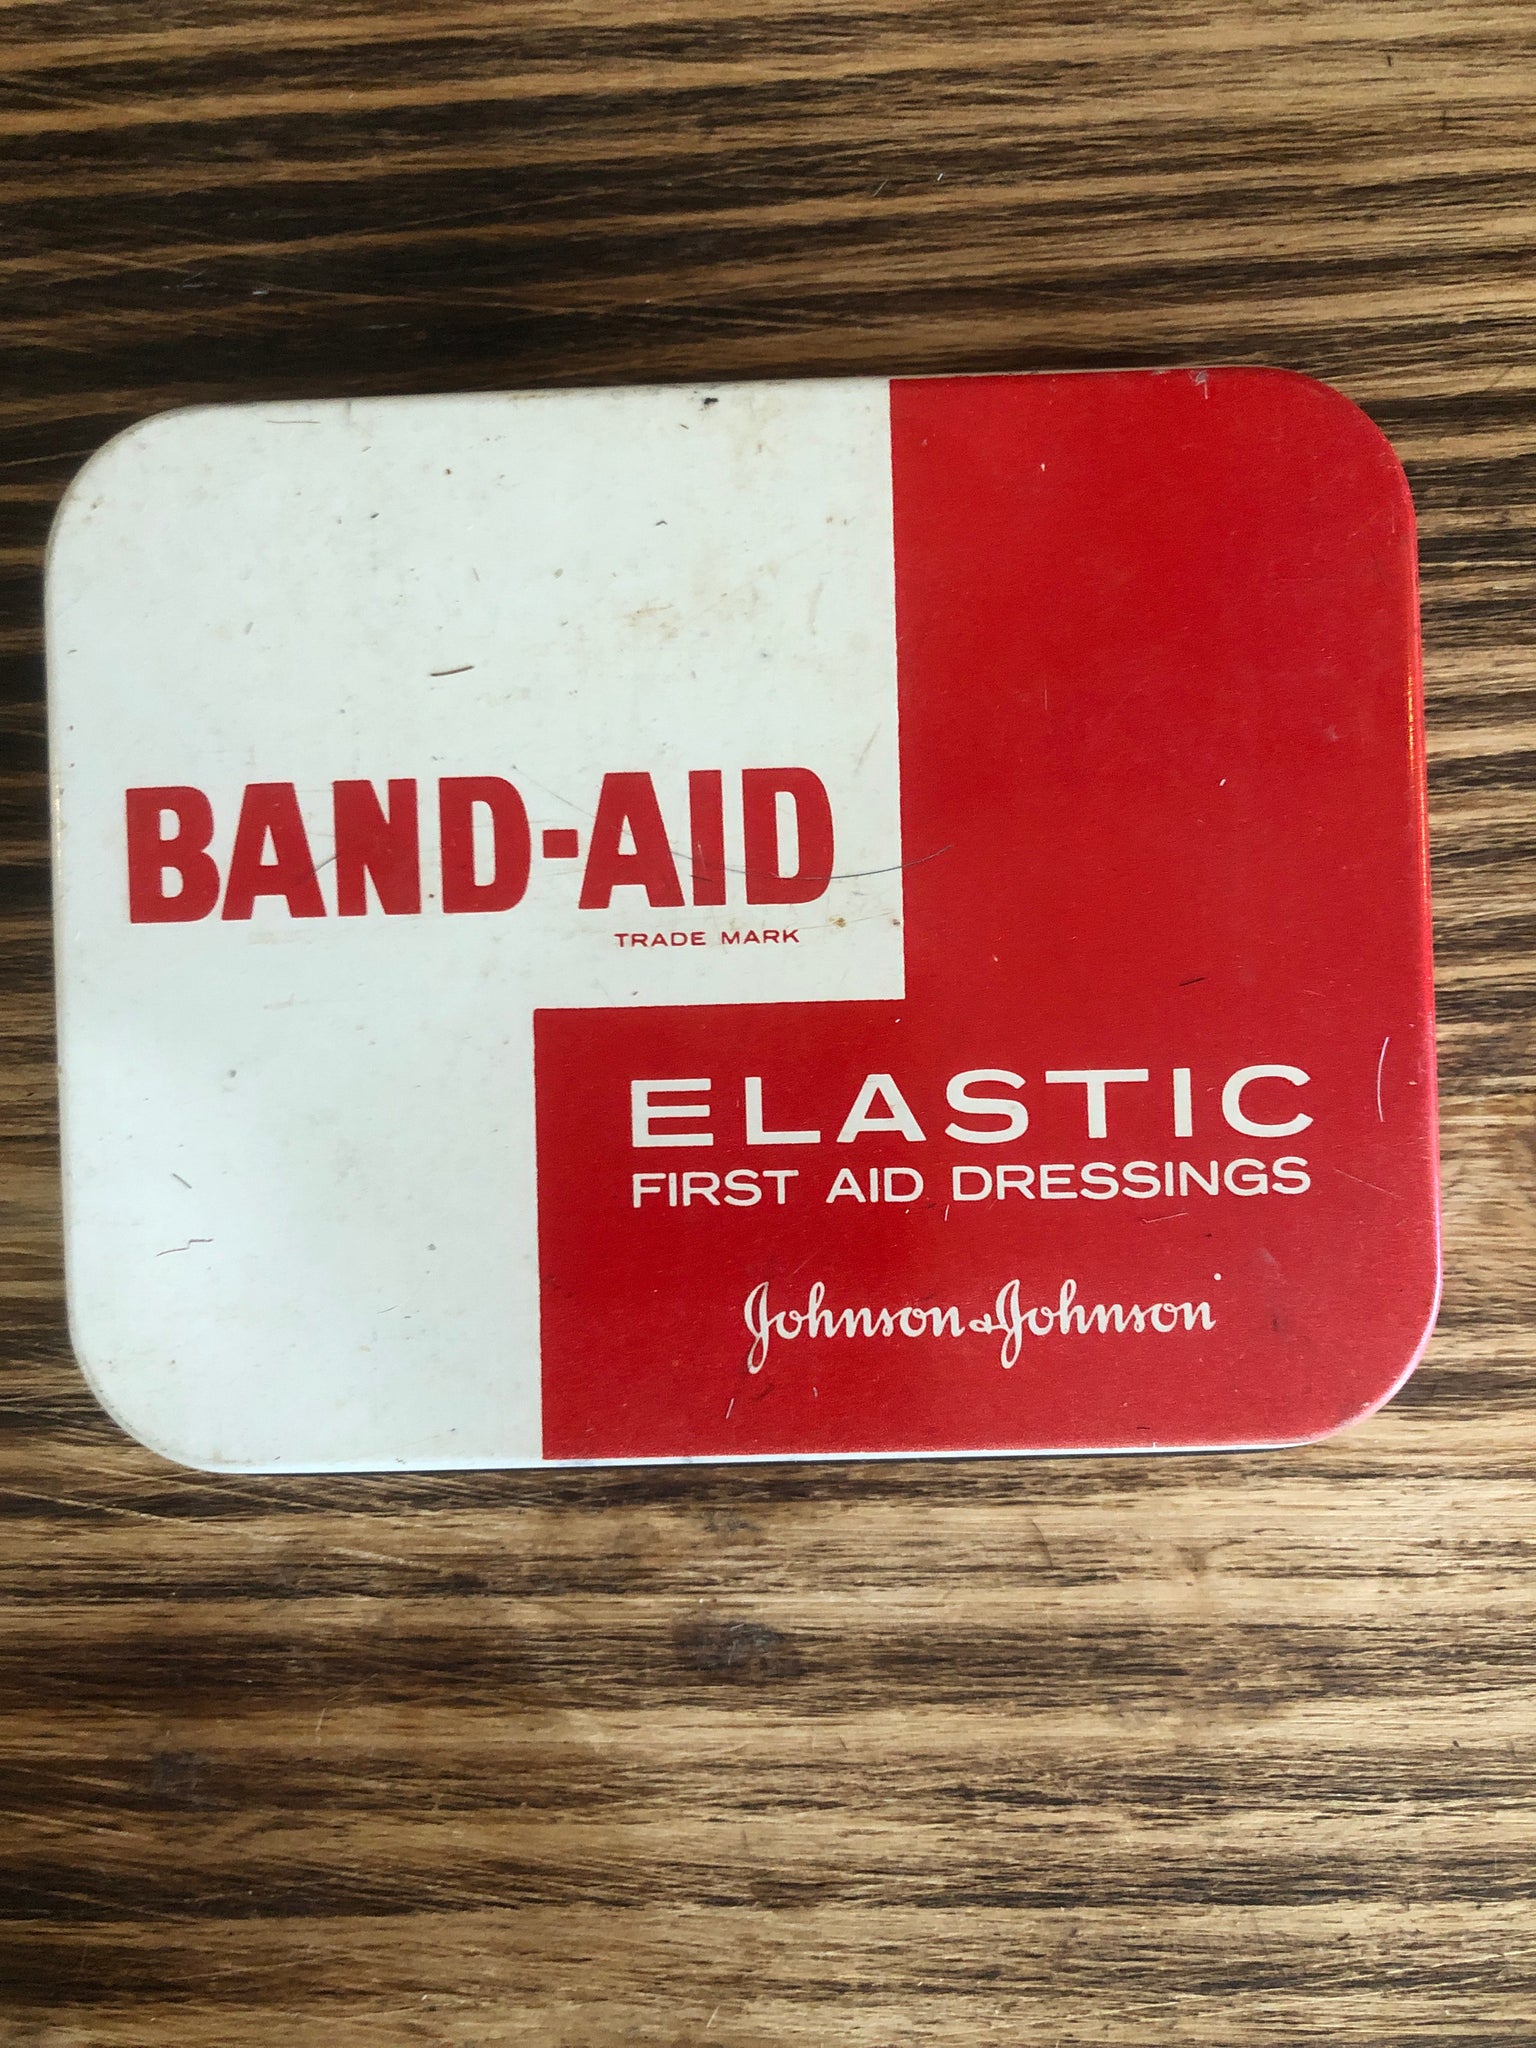 BAND-AID
TRADE MARK
ELASTIC
FIRST AID DRESSINGS
Johnson & Johnson